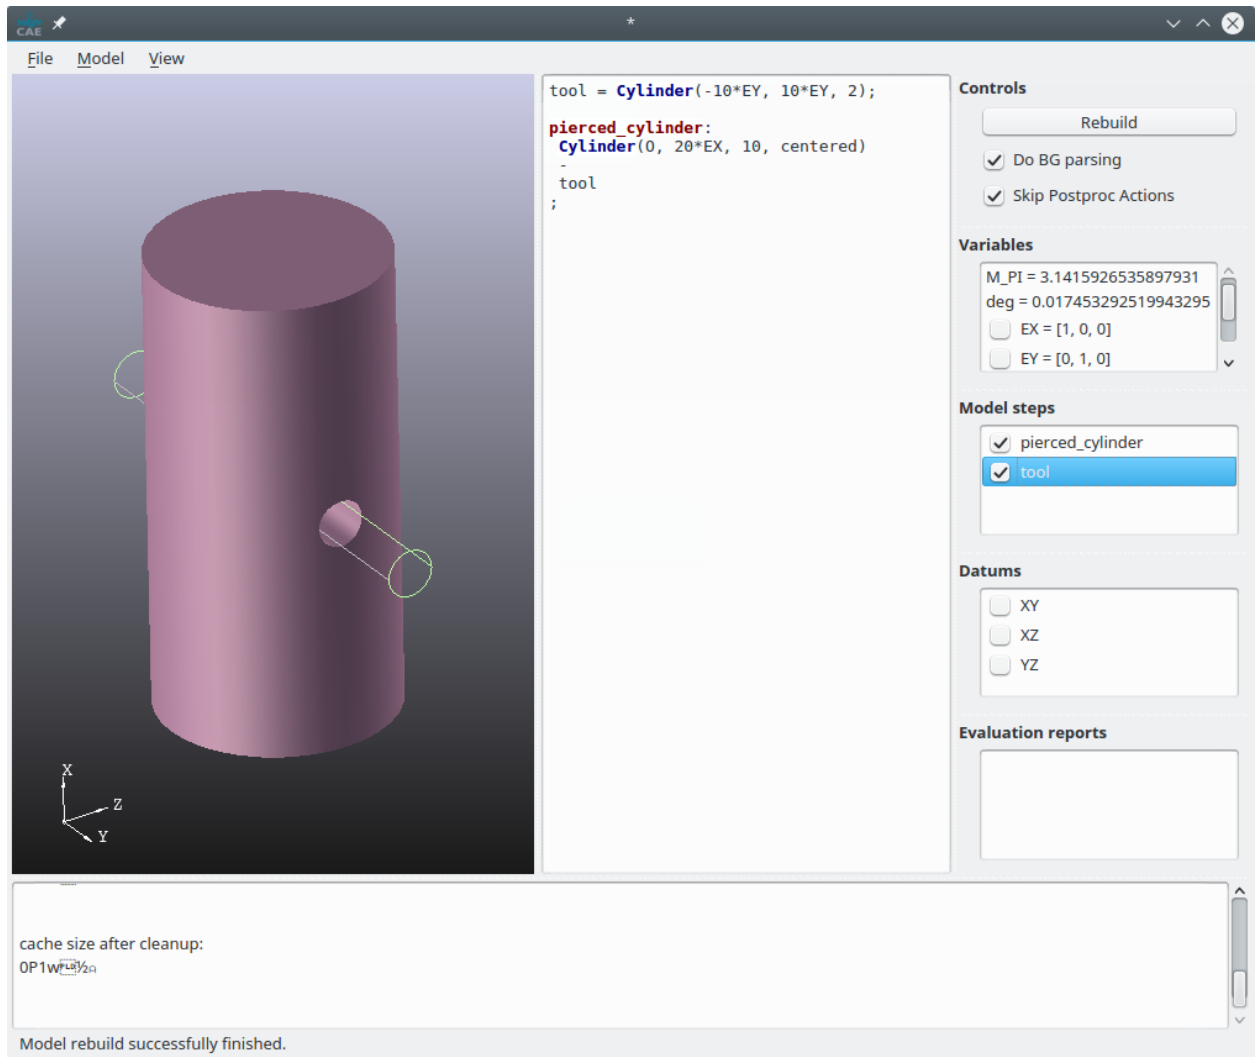 CAE
*
File Model View
tool = Cylinder(-10*EY, 10*EY, 2);
pierced_cylinder:
Cylinder(O, 20*EX, 10, centered)
-
tool
;
Controls
Rebuild
Do BG parsing
Skip Postproc Actions
Variables
M_PI = 3.1415926535897931
deg = 0.017453292519943295
EX = [1, 0, 0]
EY = [0, 1, 0]
Model steps
pierced_cylinder
tool
Datums
XY
XZ
YZ
Evaluation reports
X
Z
Y
cache size after cleanup:
Model rebuild successfully finished.